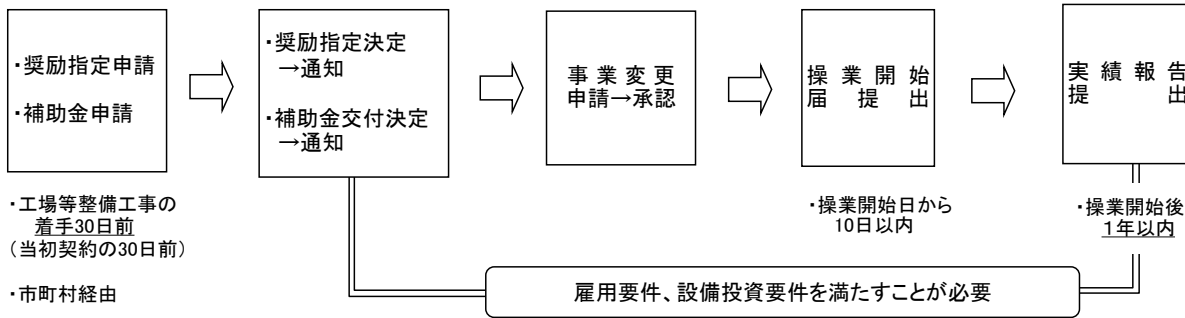 ・奨励指定申請
・補助金申請
・奨励指定決定
→通知
・補助金交付決定
→通知
事業変更
申請→承認
操業開始
届提出
実績報告
提出
・工場等整備工事の
着手30日前
(当初契約の30日前)
・市町村経由
・操業開始日から
10日以内
・操業開始後
1年以内
雇用要件、設備投資要件を満たすことが必要